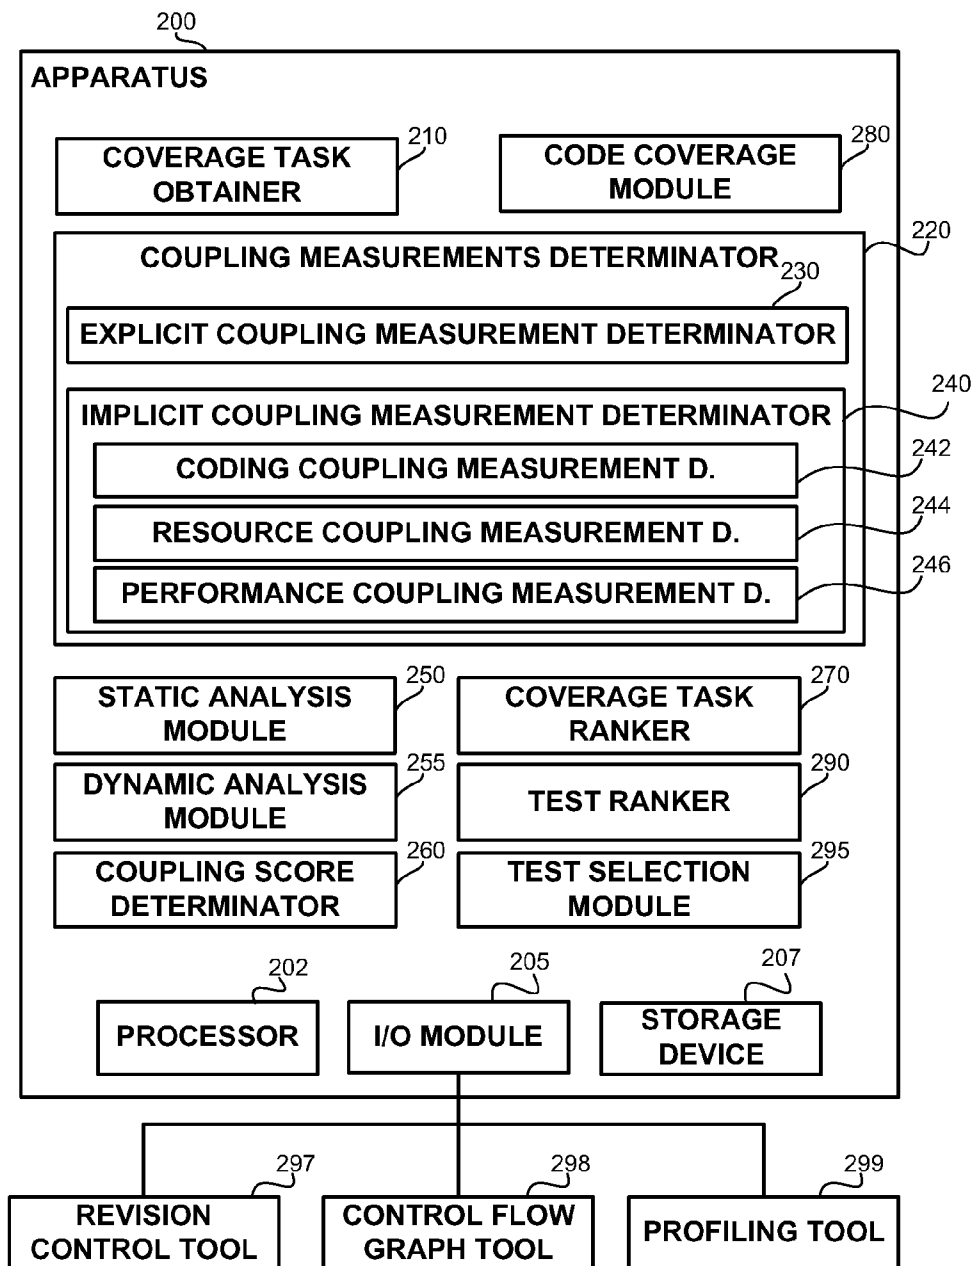 200
APPARATUS
210
COVERAGE TASK
OBTAINER
280
CODE COVERAGE
MODULE
220
COUPLING MEASUREMENTS DETERMINATOR
230
EXPLICIT COUPLING MEASUREMENT DETERMINATOR
240
IMPLICIT COUPLING MEASUREMENT DETERMINATOR
242
CODING COUPLING MEASUREMENT D.
244
RESOURCE COUPLING MEASUREMENT D.
246
PERFORMANCE COUPLING MEASUREMENT D.
250
STATIC ANALYSIS
MODULE
270
COVERAGE TASK
RANKER
255
DYNAMIC ANALYSIS
MODULE
290
TEST RANKER
260
COUPLING SCORE
DETERMINATOR
295
TEST SELECTION
MODULE
202
PROCESSOR
205
I/O MODULE
207
STORAGE
DEVICE
297
REVISION
CONTROL TOOL
298
CONTROL FLOW
GRAPH TOOL
299
PROFILING TOOL